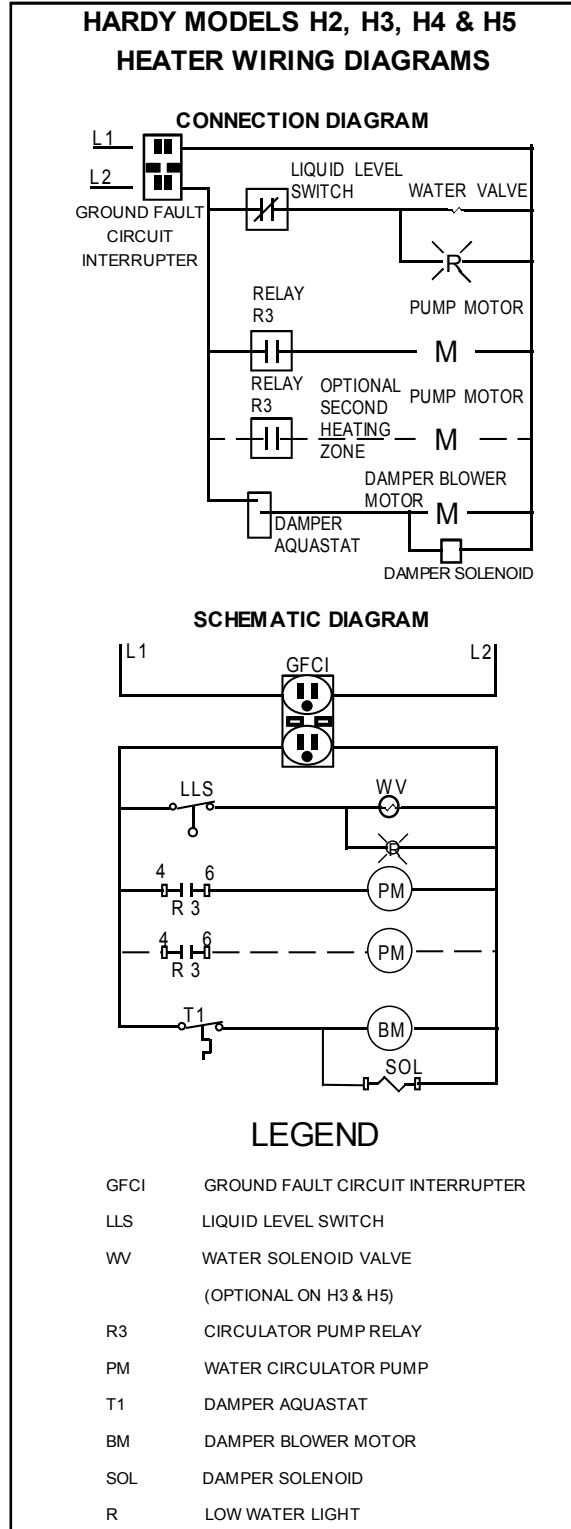 HARDY MODELS H2, H3, H4 & H5
HEATER WIRING DIAGRAMS
CONNECTION DIAGRAM
L1
L2
GROUND FAULT
CIRCUIT
INTERRUPTER
LIQUID LEVEL
SWITCH
WATER VALVE
R
RELAY
R3
PUMP MOTOR
M
RELAY
R3
OPTIONAL
SECOND
HEATING
ZONE
PUMP MOTOR
M
DAMPER BLOWER
MOTOR
M
DAMPER
AQUASTAT
DAMPER SOLENOID
SCHEMATIC DIAGRAM
L1
L2
GFCI
LLS
WV
R
4 6
R 3
PM
4 6
R 3
PM
T1
BM
SOL
LEGEND
GFCI GROUND FAULT CIRCUIT INTERRUPTER
LLS LIQUID LEVEL SWITCH
WV WATER SOLENOID VALVE
(OPTIONAL ON H3 & H5)
R3 CIRCULATOR PUMP RELAY
PM WATER CIRCULATOR PUMP
T1 DAMPER AQUASTAT
BM DAMPER BLOWER MOTOR
SOL DAMPER SOLENOID
R LOW WATER LIGHT